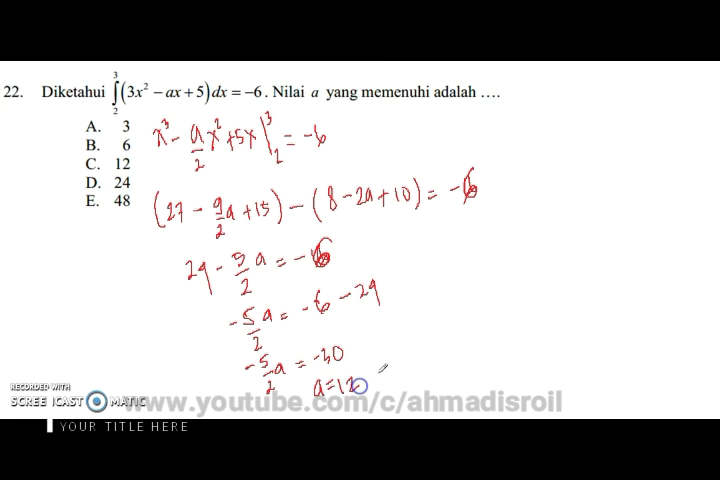 22. Diketahui ∫₂³(3x² − ax + 5)dx = −6. Nilai a yang memenuhi adalah ….
A. 3
B. 6
C. 12
D. 24
E. 48
x³ - a/2 x² + 5x |₂³ = -6
(27 - 9/2 a + 15) - (8 - 2a + 10) = -6
24 - 5/2 a = -6
-5/2 a = -6 - 24
-5/2 a = -30
a = 12
RECORDED WITH
SCREENCAST MATIC
www.youtube.com/c/ahmadisroil
YOUR TITLE HERE